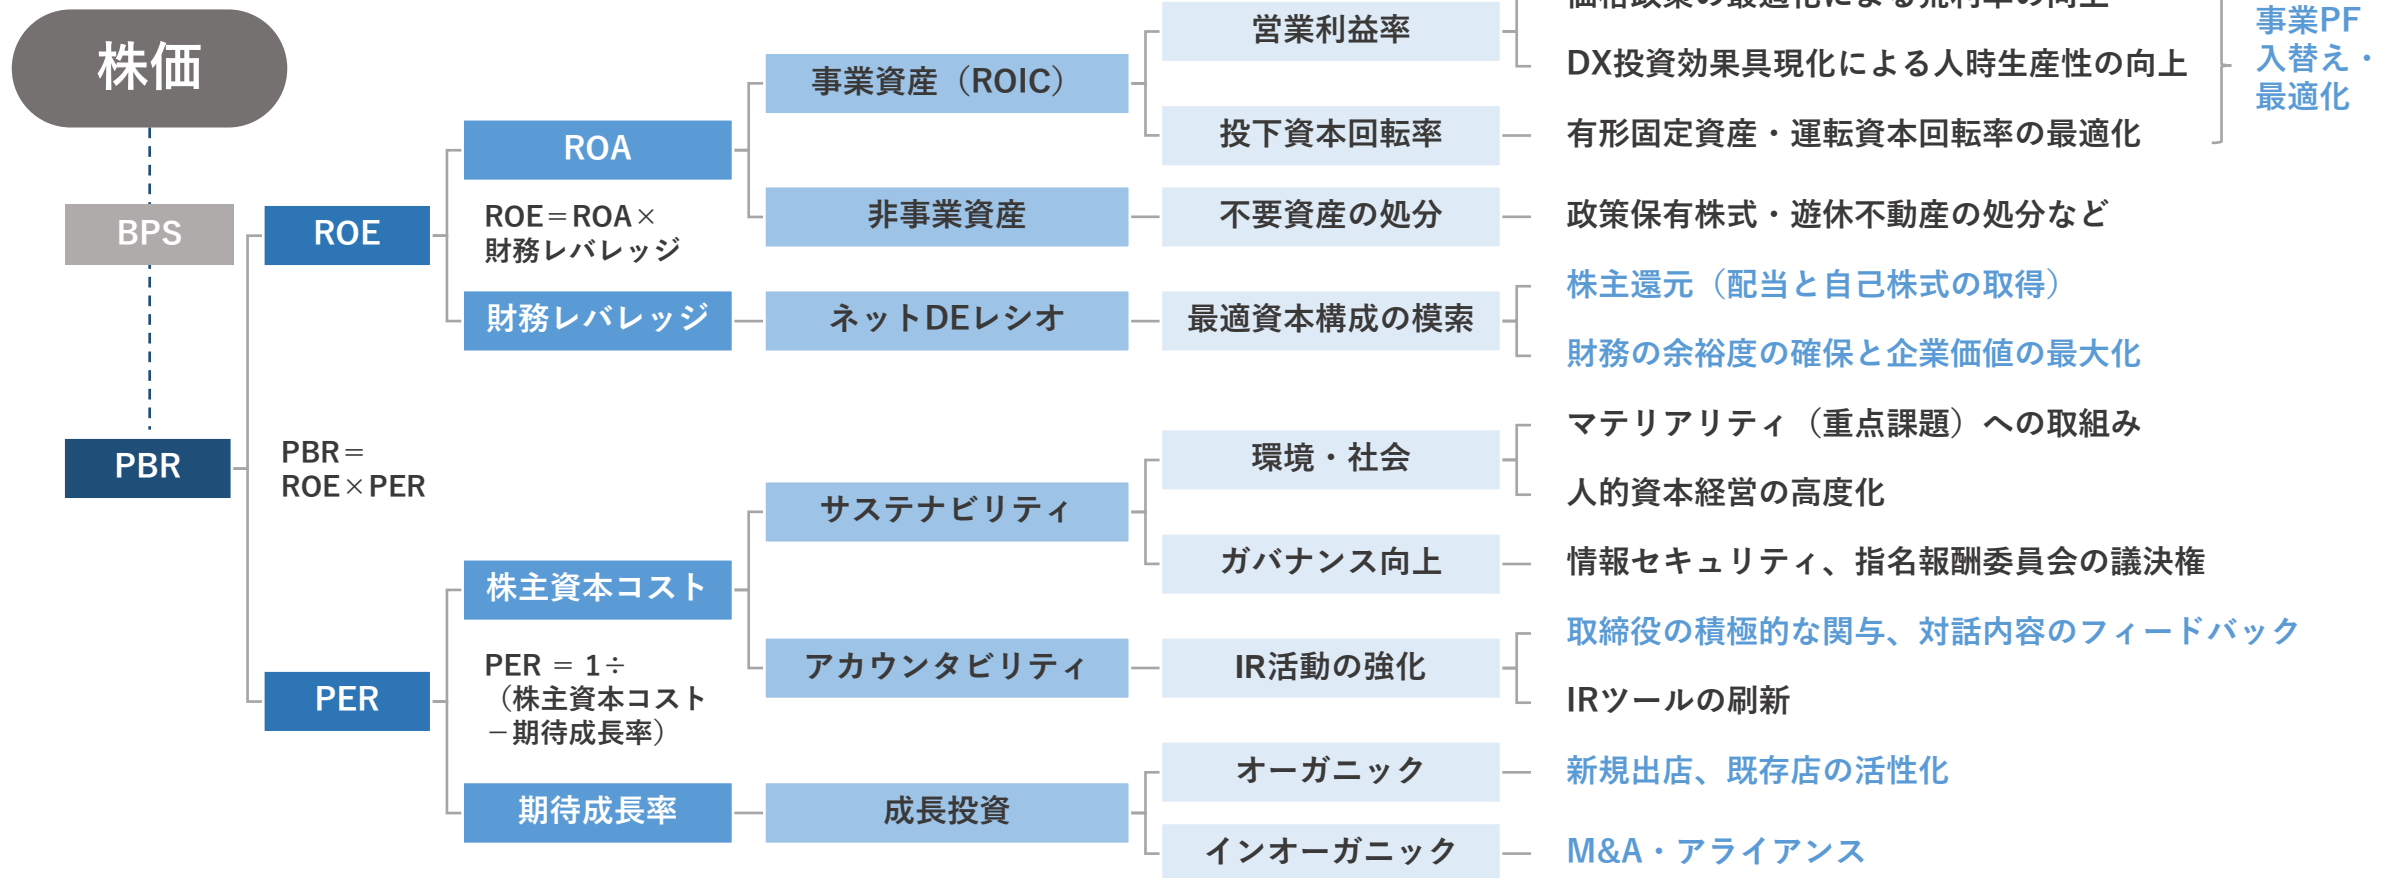 株価
BPS
PBR
PBR＝
ROE×PER
ROE
PER
ROA
ROE＝ROA×
財務レバレッジ
財務レバレッジ
株主資本コスト
PER ＝ 1÷
（株主資本コスト
－期待成長率）
期待成長率
事業資産（ROIC）
非事業資産
ネットDEレシオ
サステナビリティ
アカウンタビリティ
成長投資
営業利益率
投下資本回転率
不要資産の処分
最適資本構成の模索
環境・社会
ガバナンス向上
IR活動の強化
オーガニック
インオーガニック
価格政策の最適化による荒利率の向上
DX投資効果具現化による人時生産性の向上
有形固定資産・運転資本回転率の最適化
政策保有株式・遊休不動産の処分など
株主還元（配当と自己株式の取得）
財務の余裕度の確保と企業価値の最大化
マテリアリティ（重点課題）への取組み
人的資本経営の高度化
情報セキュリティ、指名報酬委員会の議決権
取締役の積極的な関与、対話内容のフィードバック
IRツールの刷新
新規出店、既存店の活性化
M&A・アライアンス
事業PF
入替え・
最適化